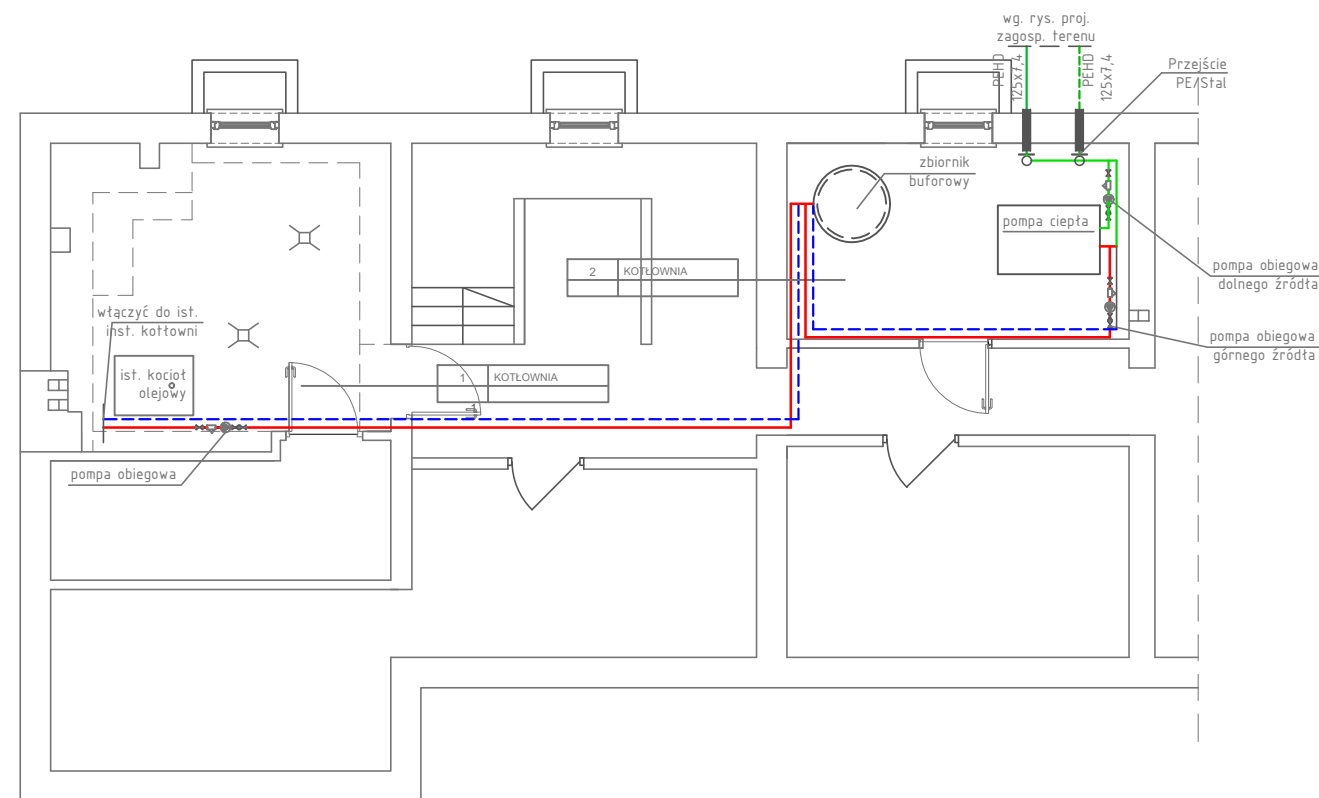 wg. rys. proj.
zagosp. terenu
PEHD
125x7,4
PEHD
125x7,4
Przejście
PE/Stal
zbiornik
buforowy
pompa ciepła
pompa obiegowa
dolnego źródła
2 KOTŁOWNIA
włączyć do ist.
inst. kotłowni
pompa obiegowa
górnego źródła
ist. kocioł
olejowy
1 KOTŁOWNIA
1
pompa obiegowa